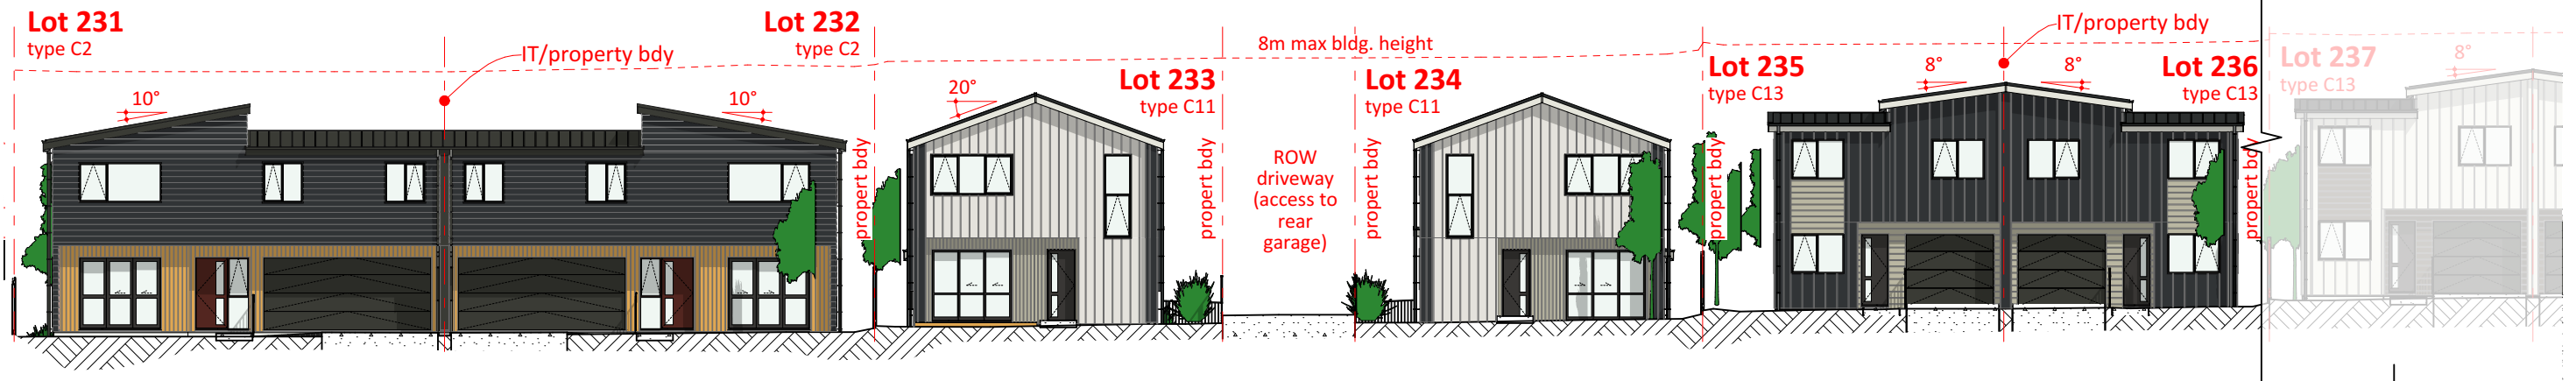 Lot 231
type C2
10°
IT/property bdy
Lot 232
type C2
10°
property bdy
20°
Lot 233
type C11
propert bdy
8m max bldg. height
ROW
driveway
(access to
rear
garage)
Lot 234
type C11
propert bdy
Lot 235
type C13
propert bdy
8°
IT/property bdy
8°
Lot 236
type C13
propert bdy
Lot 237
type C13
8°